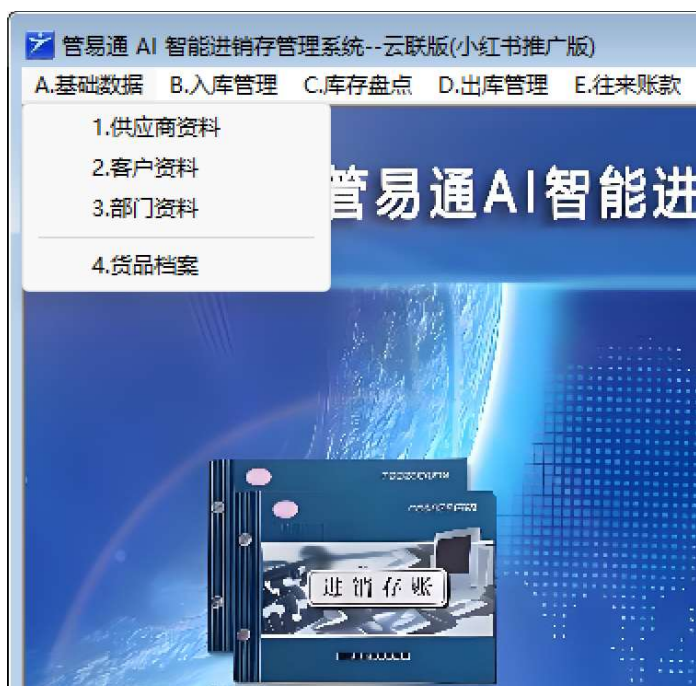 管易通 AI 智能进销存管理系统--云联版(小红书推广版)
A.基础数据 B.入库管理 C.库存盘点 D.出库管理 E.往来账款
1.供应商资料
2.客户资料
3.部门资料
4.货品档案
管易通AI智能进
进销存账